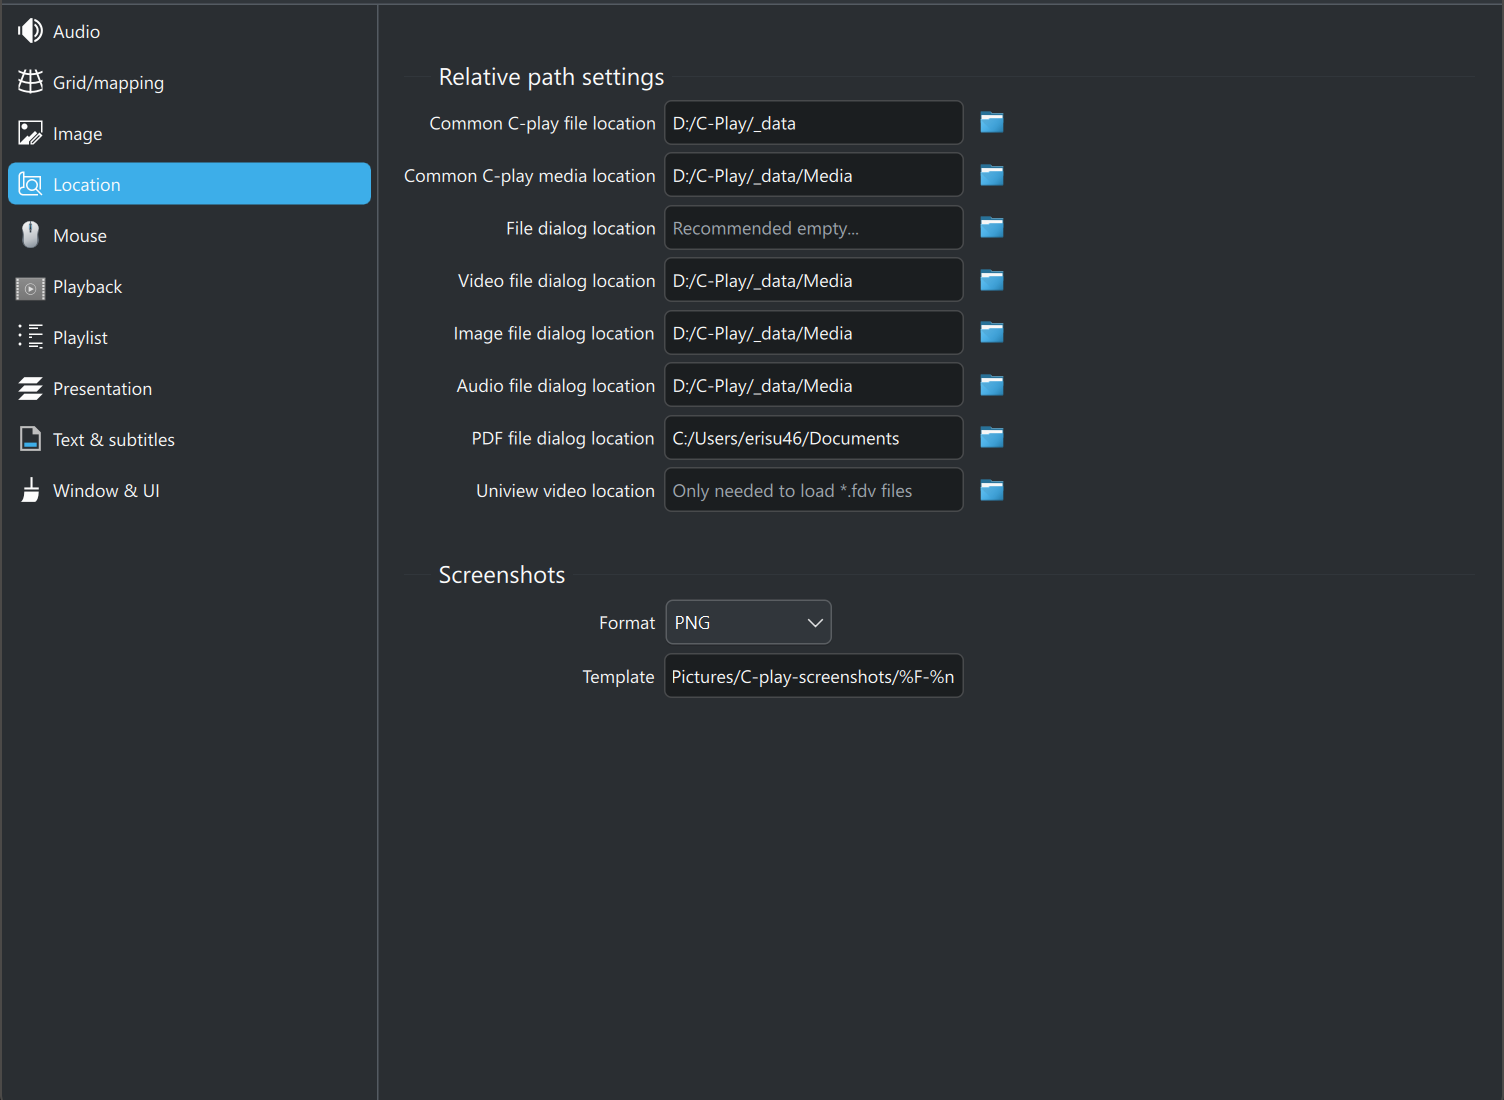 Audio
Grid/mapping
Image
Location
Mouse
Playback
Playlist
Presentation
Text & subtitles
Window & UI
Relative path settings
Common C-play file location D:/C-Play/_data
Common C-play media location D:/C-Play/_data/Media
File dialog location Recommended empty...
Video file dialog location D:/C-Play/_data/Media
Image file dialog location D:/C-Play/_data/Media
Audio file dialog location D:/C-Play/_data/Media
PDF file dialog location C:/Users/erisu46/Documents
Uniview video location Only needed to load *.fdv files
Screenshots
Format PNG
Template Pictures/C-play-screenshots/%F-%n